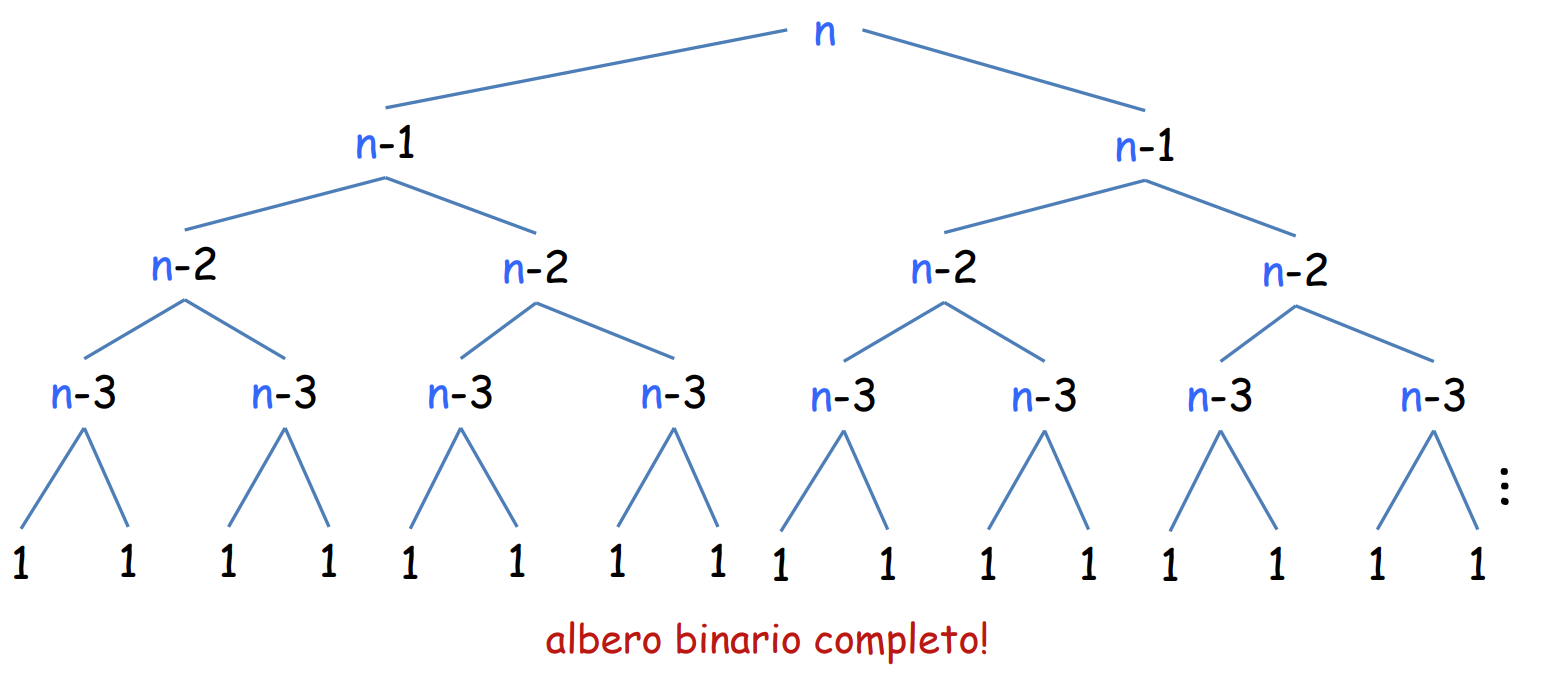 n
n-1 n-1
n-2 n-2 n-2 n-2
n-3 n-3 n-3 n-3 n-3 n-3 n-3 n-3
⋮
1 1 1 1 1 1 1 1 1 1 1 1 1 1 1 1
albero binario completo!